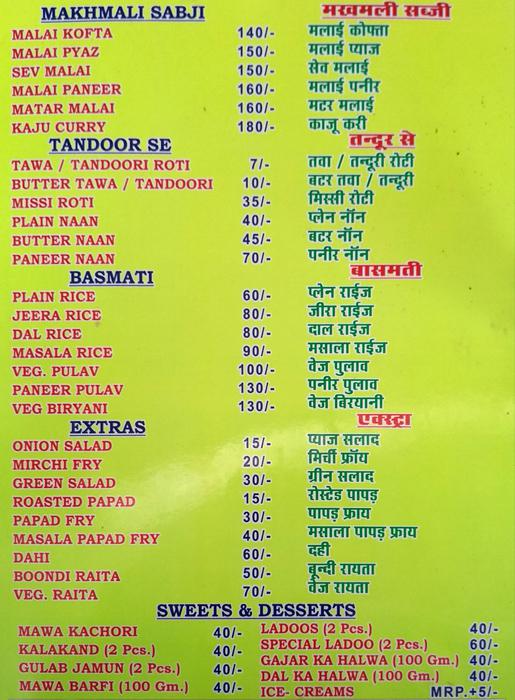 MAKHMALI SABJI मखमली सब्जी
MALAI KOFTA 140/- मलाई कोफ्ता
MALAI PYAZ 150/- मलाई प्याज
SEV MALAI 150/- सेव मलाई
MALAI PANEER 160/- मलाई पनीर
MATAR MALAI 160/- मटर मलाई
KAJU CURRY 180/- काजू करी
TANDOOR SE तन्दूर से
TAWA / TANDOORI ROTI 7/- तवा / तन्दूरी रोटी
BUTTER TAWA / TANDOORI 10/- बटर तवा / तन्दूरी
MISSI ROTI 35/- मिस्सी रोटी
PLAIN NAAN 40/- प्लेन नॉन
BUTTER NAAN 45/- बटर नॉन
PANEER NAAN 70/- पनीर नॉन
BASMATI बासमती
PLAIN RICE 60/- प्लेन राईज
JEERA RICE 80/- जीरा राईज
DAL RICE 80/- दाल राईज
MASALA RICE 90/- मसाला राईज
VEG. PULAV 100/- वेज पुलाव
PANEER PULAV 130/- पनीर पुलाव
VEG BIRYANI 130/- वेज बिरयानी
EXTRAS एक्स्ट्रा
ONION SALAD 15/- प्याज सलाद
MIRCHI FRY 20/- मिर्ची फ्रॉय
GREEN SALAD 30/- ग्रीन सलाद
ROASTED PAPAD 15/- रोस्टेड पापड़
PAPAD FRY 30/- पापड़ फ्राय
MASALA PAPAD FRY 40/- मसाला पापड़ फ्राय
DAHI 60/- दही
BOONDI RAITA 50/- बून्दी रायता
VEG. RAITA 70/- वेज रायता
SWEETS & DESSERTS
MAWA KACHORI 40/- LADOOS (2 Pcs.) 40/-
KALAKAND (2 Pcs.) 40/- SPECIAL LADOO (2 Pcs.) 60/-
GULAB JAMUN (2 Pcs.) 40/- GAJAR KA HALWA (100 Gm.) 40/-
MAWA BARFI (100 Gm.) 40/- DAL KA HALWA (100 Gm.) 40/-
ICE- CREAMS MRP.+5/-